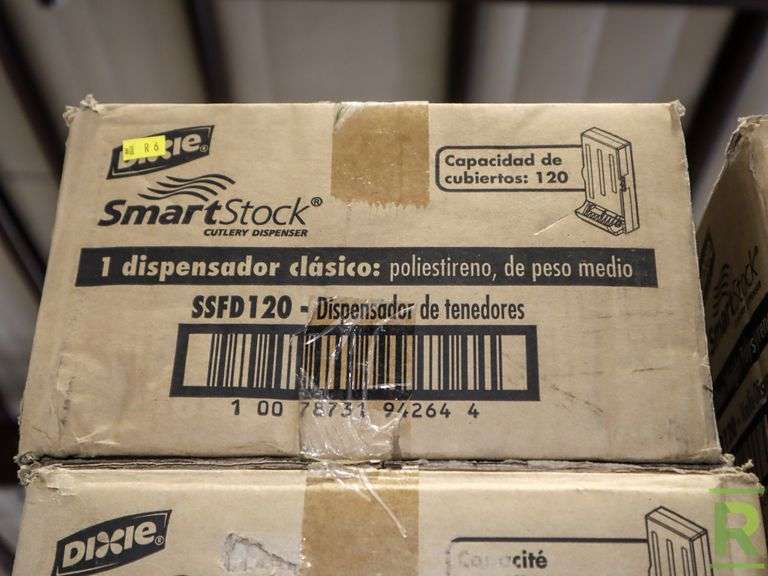 DIXIE®
R 6
SmartStock®
CUTLERY DISPENSER
Capacidad de
cubiertos: 120
1 dispensador clásico: poliestireno, de peso medio
SSFD120 - Dispensador de tenedores
1 00 78731 94264 4
DIXIE®
Capacité
R